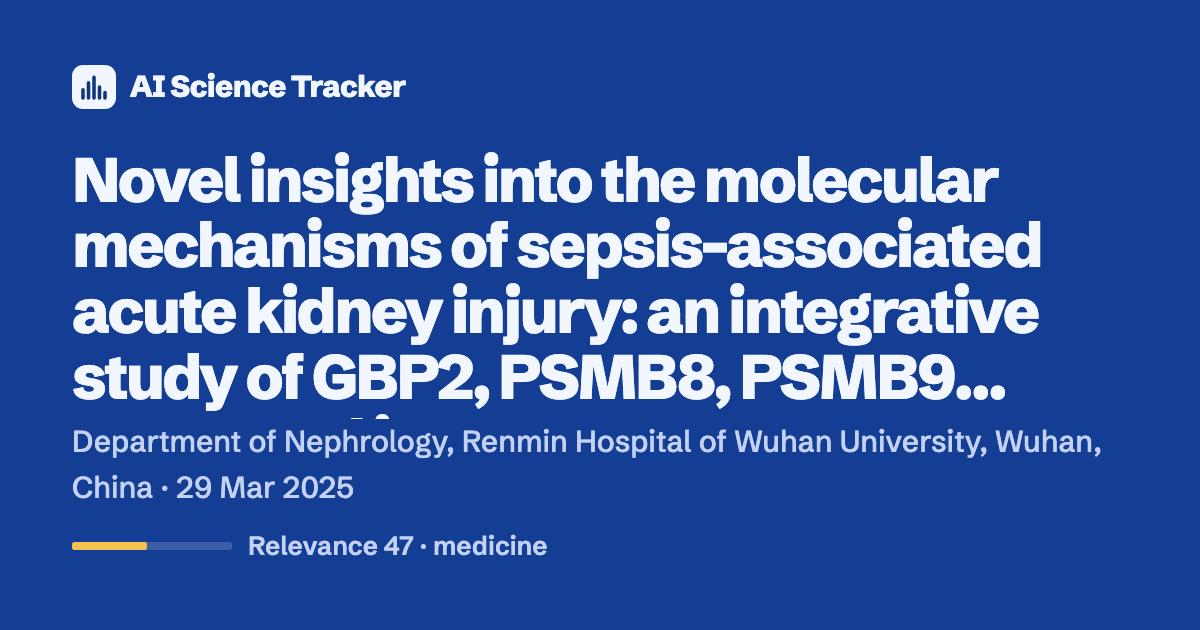 AI Science Tracker
Novel insights into the molecular
mechanisms of sepsis-associated
acute kidney injury: an integrative
study of GBP2, PSMB8, PSMB9...
Department of Nephrology, Renmin Hospital of Wuhan University, Wuhan,
China · 29 Mar 2025
Relevance 47 · medicine